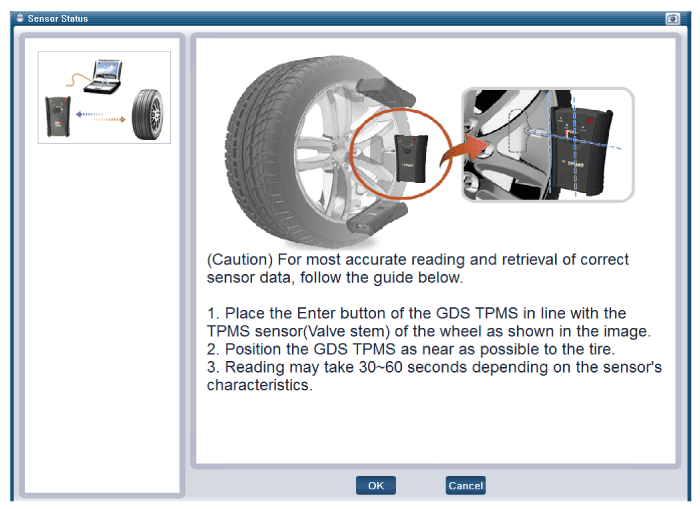 Sensor Status
TPMS
TPMS
(Caution) For most accurate reading and retrieval of correct
sensor data, follow the guide below.
1. Place the Enter button of the GDS TPMS in line with the
TPMS sensor(Valve stem) of the wheel as shown in the image.
2. Position the GDS TPMS as near as possible to the tire.
3. Reading may take 30~60 seconds depending on the sensor's
characteristics.
OK
Cancel